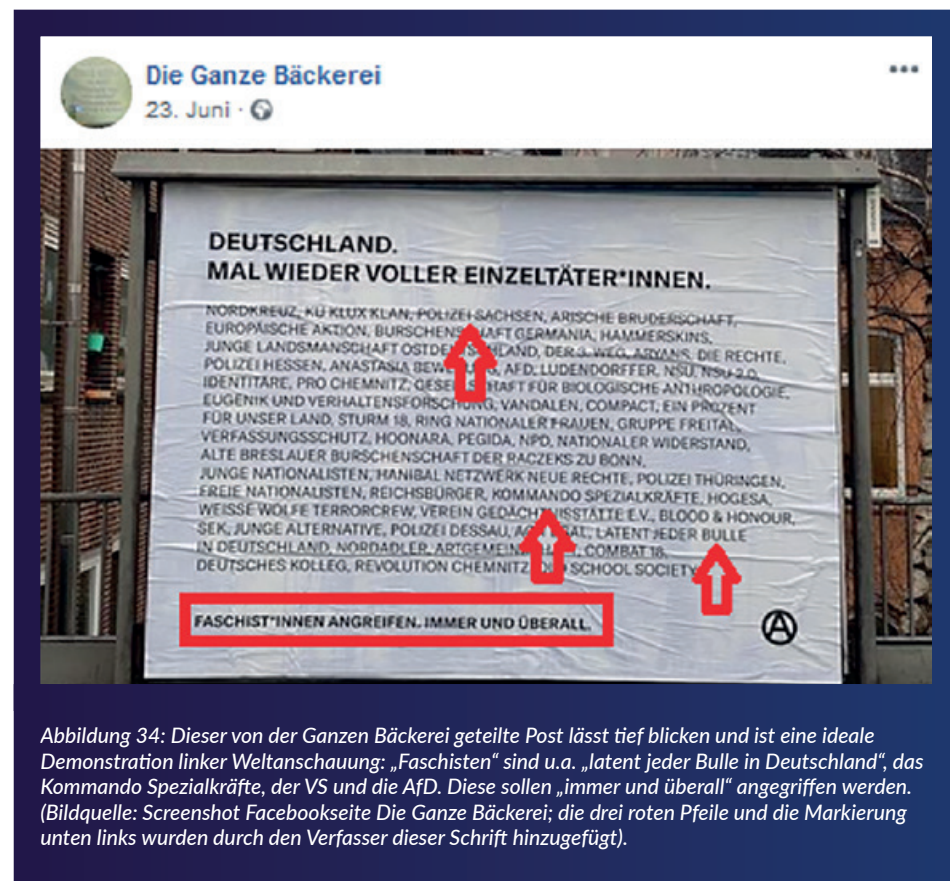 Die Ganze Bäckerei
23. Juni
DEUTSCHLAND.
MAL WIEDER VOLLER EINZELTÄTER*INNEN.
NORDKREUZ, KU KLUX KLAN, POLIZEI SACHSEN, ARISCHE BRUDERSCHAFT,
EUROPÄISCHE AKTION, BURSCHENSCHAFT GERMANIA, HAMMERSKINS,
JUNGE LANDSMANSCHAFT OSTDEUTSCHLAND, DER 3. WEG, ARYANS, DIE RECHTE,
POLIZEI HESSEN, ANASTASIA BEWEGUNG, AFD, LUDENDORFFER, NSU, NSU 2.0,
IDENTITÄRE, PRO CHEMNITZ, GESELLSCHAFT FÜR BIOLOGISCHE ANTHROPOLOGIE,
EUGENIK UND VERHALTENSFORSCHUNG, VANDALEN, COMPACT, EIN PROZENT
FÜR UNSER LAND, STURM 18, RING NATIONALER FRAUEN, GRUPPE FREITAL,
VERFASSUNGSSCHUTZ, HOONARA, PEGIDA, NPD, NATIONALER WIDERSTAND,
ALTE BRESLAUER BURSCHENSCHAFT DER RACZEKS ZU BONN,
JUNGE NATIONALISTEN, HANIBAL NETZWERK NEUE RECHTE, POLIZEI THÜRINGEN,
FREIE NATIONALISTEN, REICHSBÜRGER, KOMMANDO SPEZIALKRÄFTE, HOGESA,
WEISSE WÖLFE TERRORCREW, VEREIN GEDÄCHTNISSTÄTTE E.V., BLOOD & HONOUR,
SEK, JUNGE ALTERNATIVE, POLIZEI DESSAU, LATENT JEDER BULLE
IN DEUTSCHLAND, NORDADLER, ARTGEMEINSCHAFT, COMBAT 18,
DEUTSCHES KOLLEG, REVOLUTION CHEMNITZ, OLD SCHOOL SOCIETY
FASCHIST*INNEN ANGREIFEN. IMMER UND ÜBERALL.
Abbildung 34: Dieser von der Ganzen Bäckerei geteilte Post lässt tief blicken und ist eine ideale
Demonstration linker Weltanschauung: „Faschisten“ sind u.a. „latent jeder Bulle in Deutschland“, das
Kommando Spezialkräfte, der VS und die AfD. Diese sollen „immer und überall“ angegriffen werden.
(Bildquelle: Screenshot Facebookseite Die Ganze Bäckerei; die drei roten Pfeile und die Markierung
unten links wurden durch den Verfasser dieser Schrift hinzugefügt).